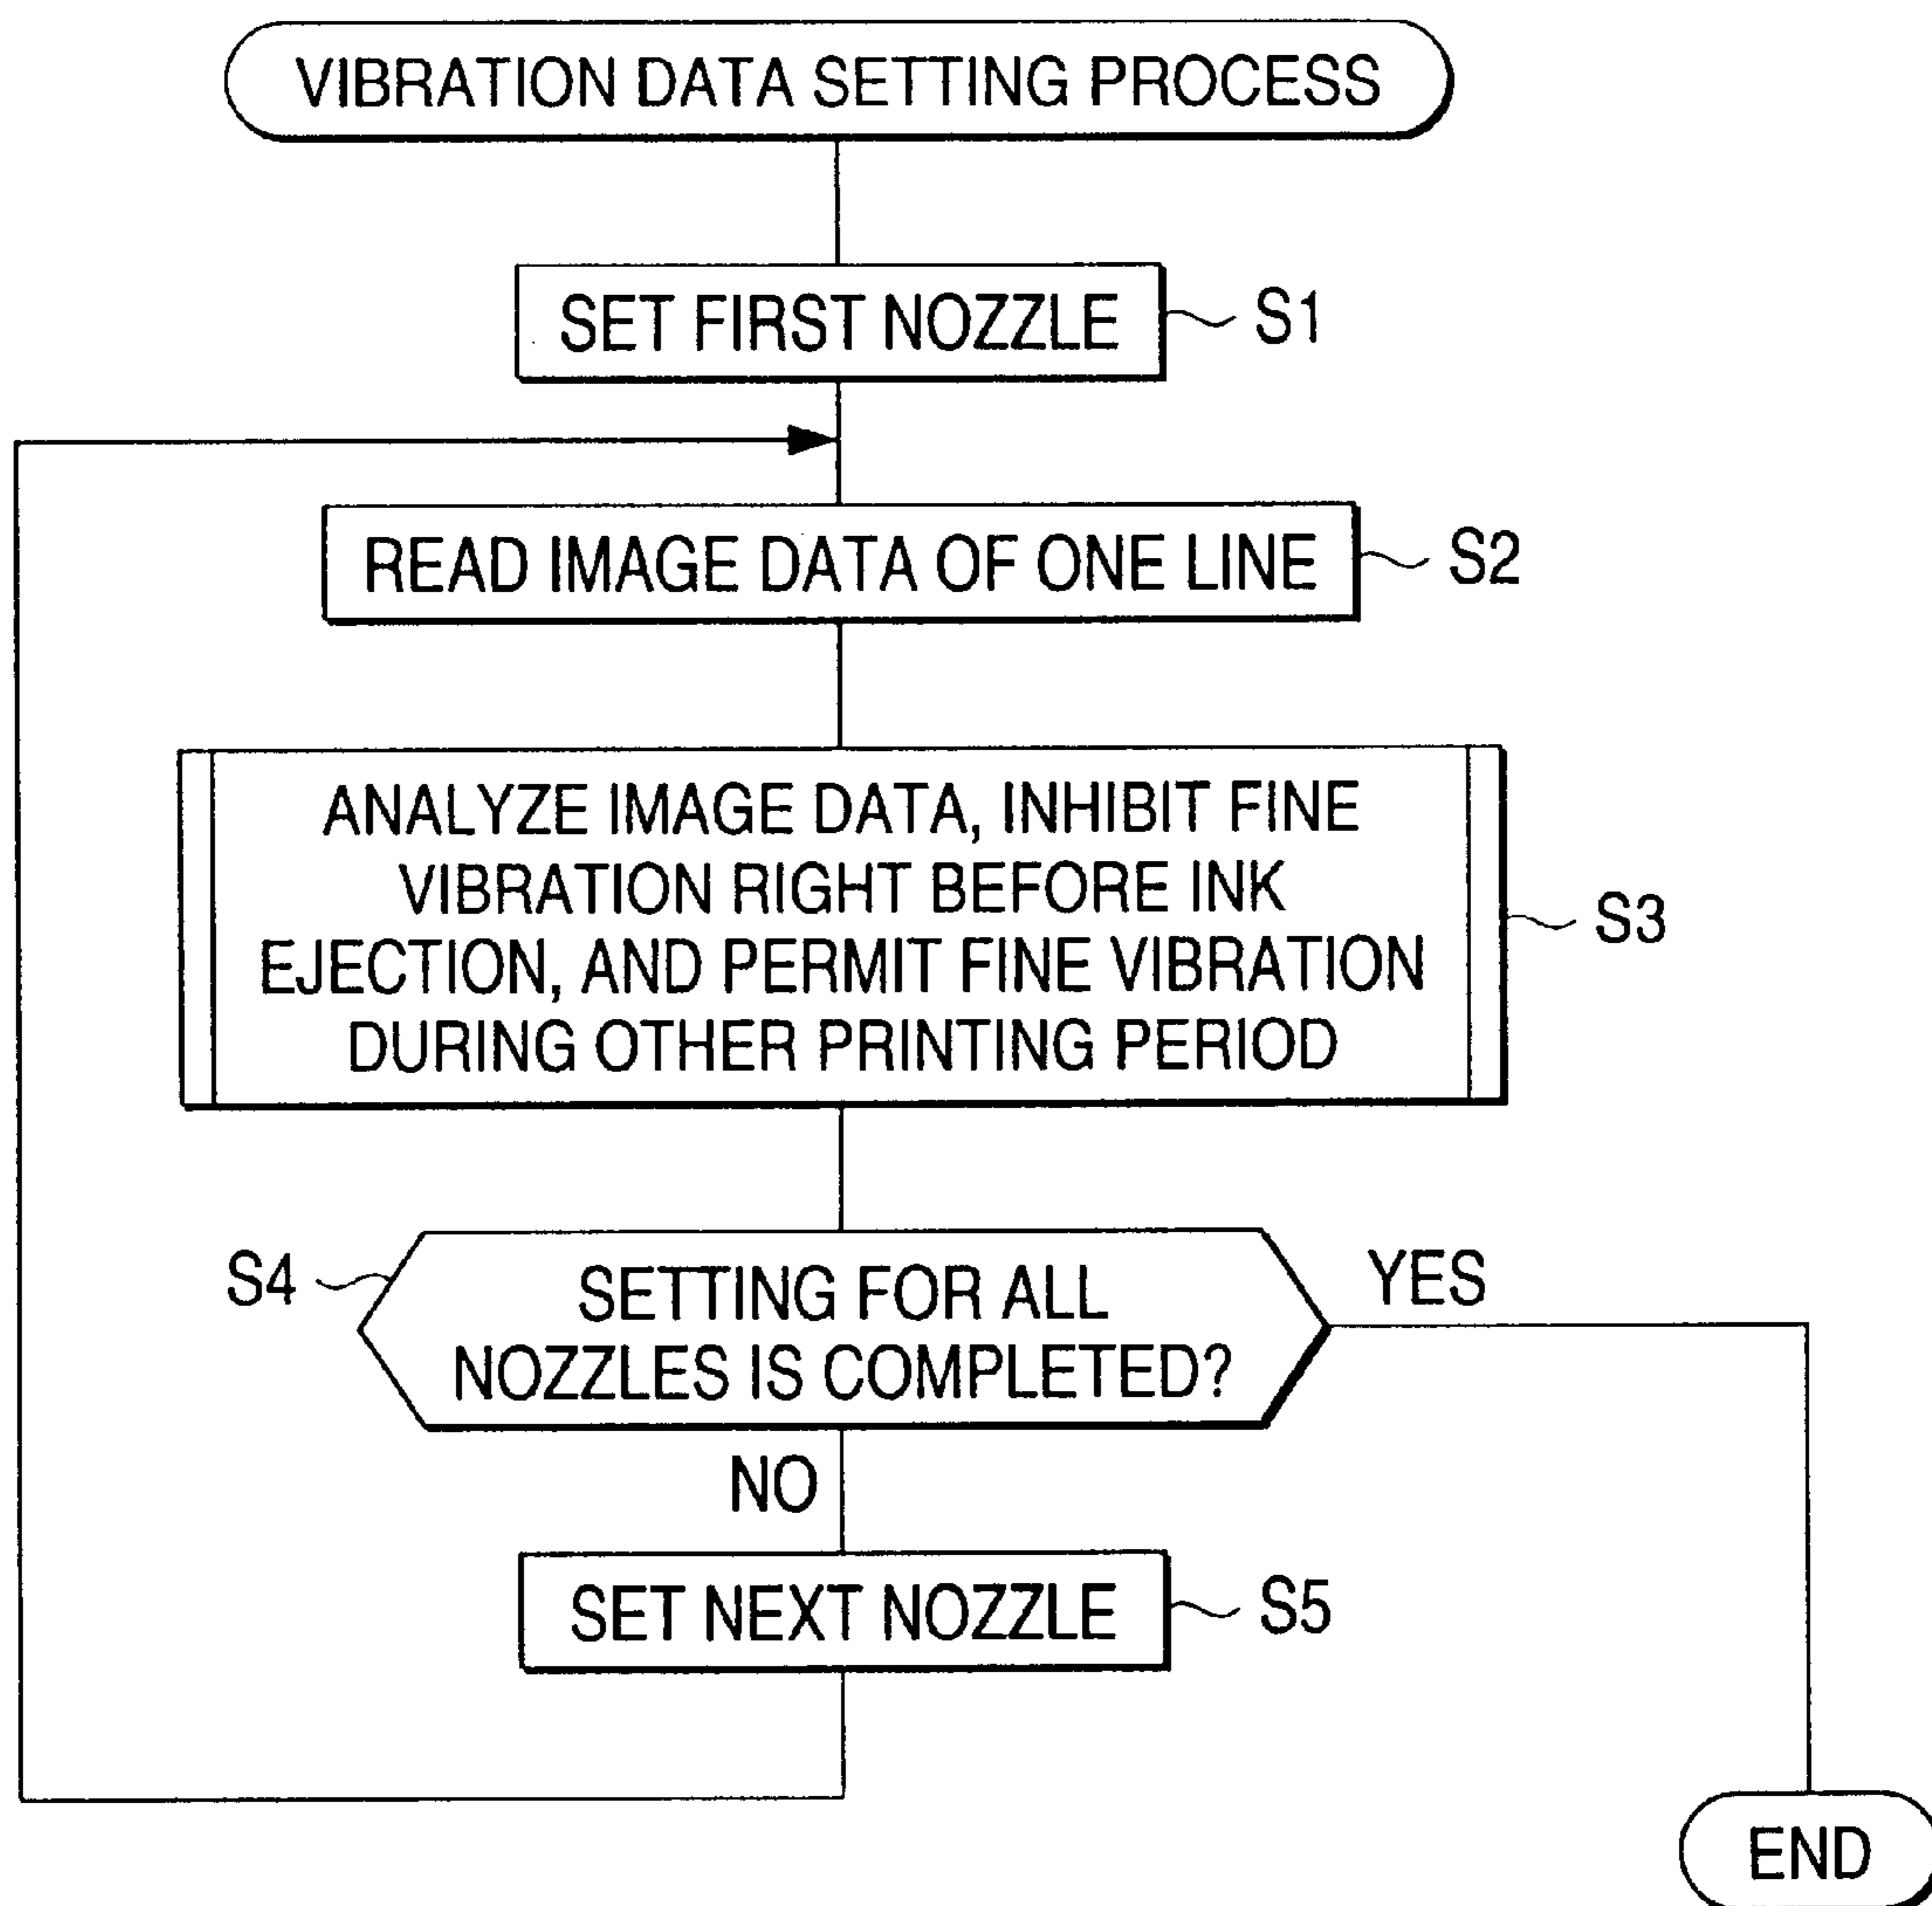 VIBRATION DATA SETTING PROCESS
SET FIRST NOZZLE
S1
READ IMAGE DATA OF ONE LINE
S2
ANALYZE IMAGE DATA, INHIBIT FINE
VIBRATION RIGHT BEFORE INK
EJECTION, AND PERMIT FINE VIBRATION
DURING OTHER PRINTING PERIOD
S3
S4
SETTING FOR ALL
NOZZLES IS COMPLETED?
YES
NO
SET NEXT NOZZLE
S5
END